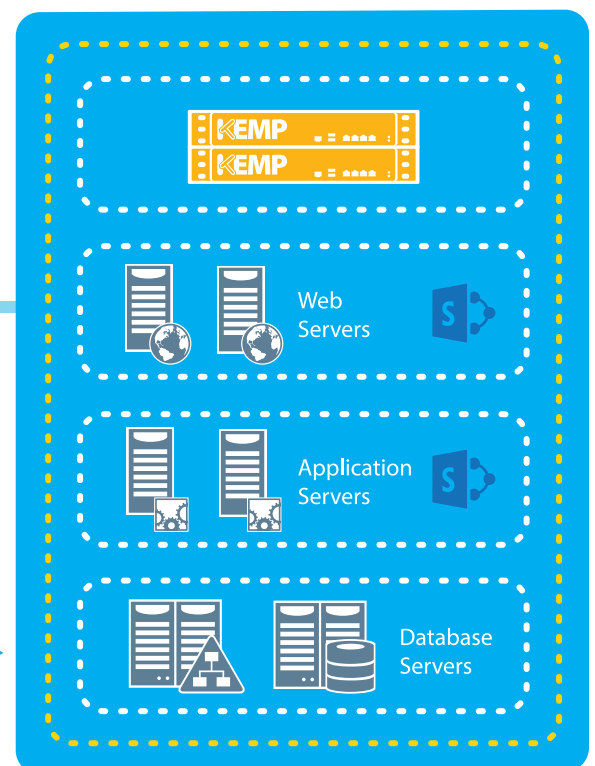 KEMP
KEMP
Web
Servers
S
Application
Servers
S
Database
Servers